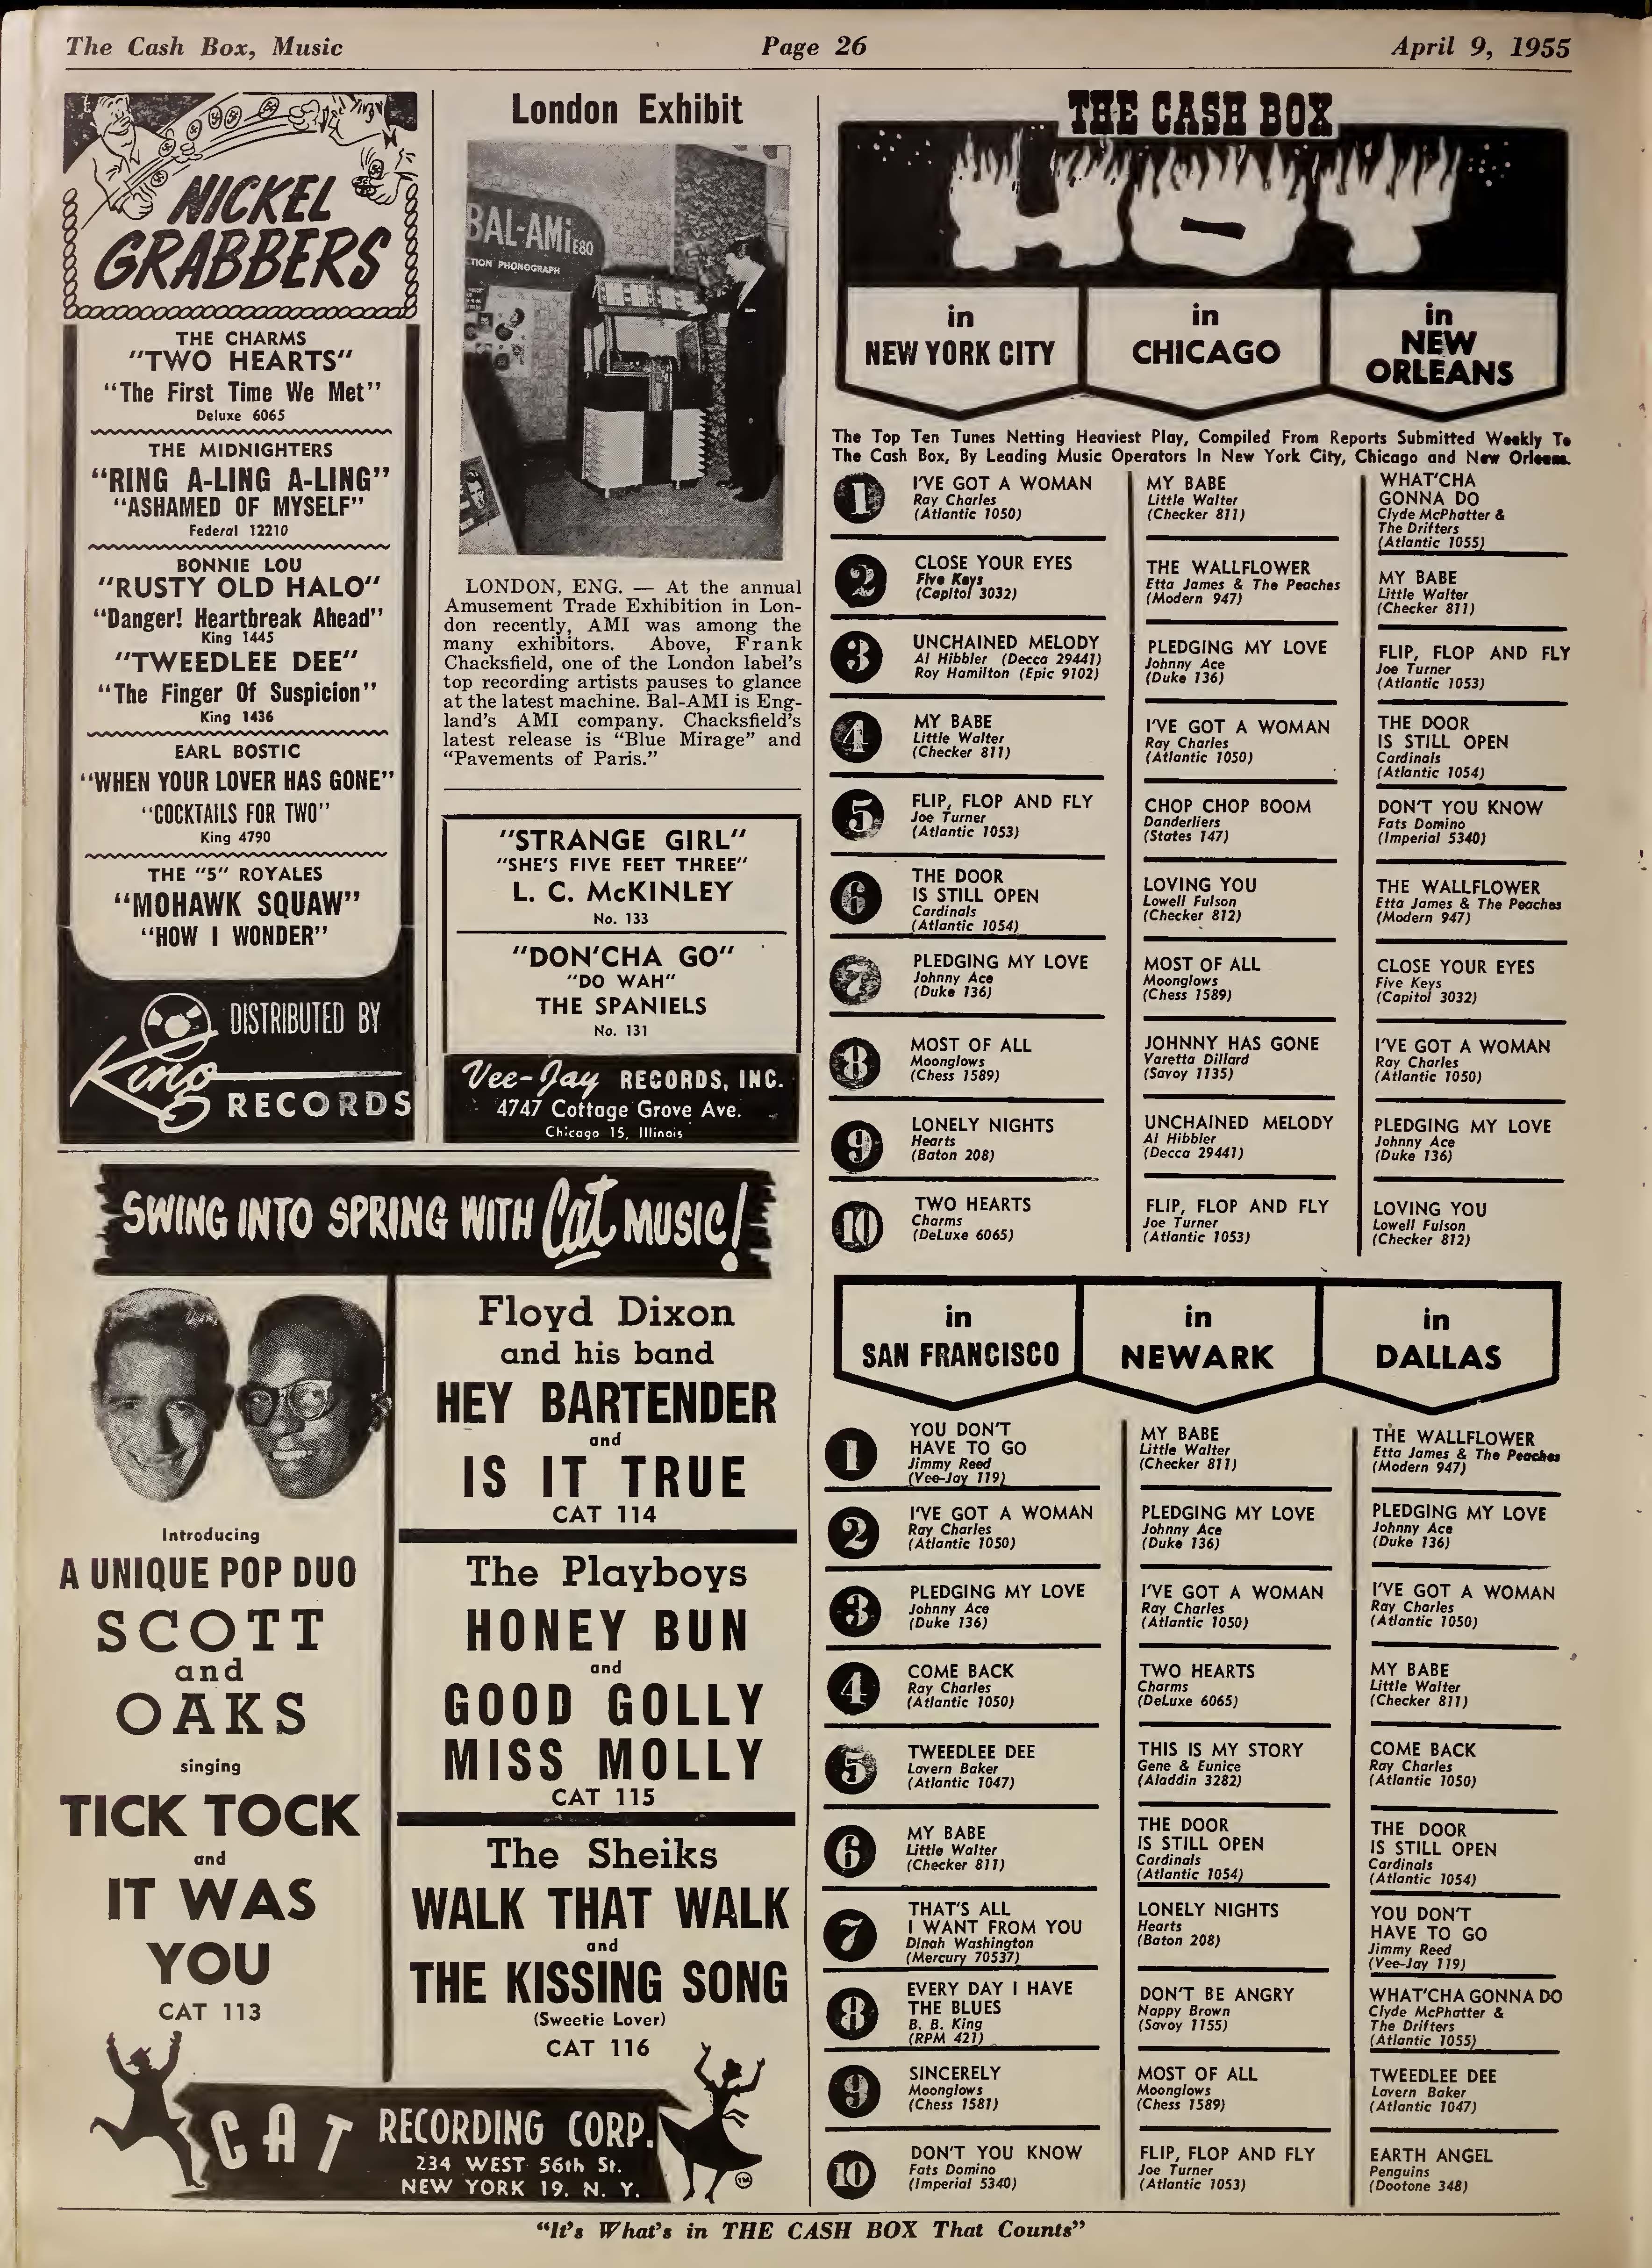 The Cash Box, Music
Page 26
April 9, 1955
NICKEL
GRABBERS
THE CHARMS
"TWO HEARTS"
"The First Time We Met"
Deluxe 6065
THE MIDNIGHTERS
"RING A-LING A-LING"
"ASHAMED OF MYSELF"
Federal 12210
BONNIE LOU
"RUSTY OLD HALO"
"Danger! Heartbreak Ahead"
King 1445
"TWEEDLEE DEE"
"The Finger Of Suspicion"
King 1436
EARL BOSTIC
"WHEN YOUR LOVER HAS GONE"
"COCKTAILS FOR TWO"
King 4790
THE "5" ROYALES
"MOHAWK SQUAW"
"HOW I WONDER"
DISTRIBUTED BY
King
RECORDS
London Exhibit
BAL-AMi E80
TION PHONOGRAPH
LONDON, ENG. — At the annual
Amusement Trade Exhibition in Lon-
don recently, AMI was among the
many exhibitors. Above, Frank
Chacksfield, one of the London label's
top recording artists pauses to glance
at the latest machine. Bal-AMI is Eng-
land's AMI company. Chacksfield's
latest release is "Blue Mirage" and
"Pavements of Paris."
"STRANGE GIRL"
"SHE'S FIVE FEET THREE"
L. C. McKINLEY
No. 133
"DON'CHA GO"
"DO WAH"
THE SPANIELS
No. 131
Vee-Jay RECORDS, INC.
4747 Cottage Grove Ave.
Chicago 15, Illinois
SWING INTO SPRING WITH Cat MUSIC!
Introducing
A UNIQUE POP DUO
SCOTT
and
OAKS
singing
TICK TOCK
and
IT WAS
YOU
CAT 113
Floyd Dixon
and his band
HEY BARTENDER
and
IS IT TRUE
CAT 114
The Playboys
HONEY BUN
and
GOOD GOLLY
MISS MOLLY
CAT 115
The Sheiks
WALK THAT WALK
and
THE KISSING SONG
(Sweetie Lover)
CAT 116
CAT RECORDING CORP.
234 WEST 56th St.
NEW YORK 19. N. Y.
TM
THE CASH BOX
HOT
in
NEW YORK CITY
in
CHICAGO
in
NEW
ORLEANS
The Top Ten Tunes Netting Heaviest Play, Compiled From Reports Submitted Weekly To
The Cash Box, By Leading Music Operators In New York City, Chicago and New Orleans.
1
I'VE GOT A WOMAN
Ray Charles
(Atlantic 1050)
MY BABE
Little Walter
(Checker 811)
WHAT'CHA
GONNA DO
Clyde McPhatter &
The Drifters
(Atlantic 1055)
2
CLOSE YOUR EYES
Five Keys
(Capitol 3032)
THE WALLFLOWER
Etta James & The Peaches
(Modern 947)
MY BABE
Little Walter
(Checker 811)
3
UNCHAINED MELODY
Al Hibbler (Decca 29441)
Roy Hamilton (Epic 9102)
PLEDGING MY LOVE
Johnny Ace
(Duke 136)
FLIP, FLOP AND FLY
Joe Turner
(Atlantic 1053)
4
MY BABE
Little Walter
(Checker 811)
I'VE GOT A WOMAN
Ray Charles
(Atlantic 1050)
THE DOOR
IS STILL OPEN
Cardinals
(Atlantic 1054)
5
FLIP, FLOP AND FLY
Joe Turner
(Atlantic 1053)
CHOP CHOP BOOM
Danderliers
(States 147)
DON'T YOU KNOW
Fats Domino
(Imperial 5340)
6
THE DOOR
IS STILL OPEN
Cardinals
(Atlantic 1054)
LOVING YOU
Lowell Fulson
(Checker 812)
THE WALLFLOWER
Etta James & The Peaches
(Modern 947)
7
PLEDGING MY LOVE
Johnny Ace
(Duke 136)
MOST OF ALL
Moonglows
(Chess 1589)
CLOSE YOUR EYES
Five Keys
(Capitol 3032)
8
MOST OF ALL
Moonglows
(Chess 1589)
JOHNNY HAS GONE
Varetta Dillard
(Savoy 1135)
I'VE GOT A WOMAN
Ray Charles
(Atlantic 1050)
9
LONELY NIGHTS
Hearts
(Baton 208)
UNCHAINED MELODY
Al Hibbler
(Decca 29441)
PLEDGING MY LOVE
Johnny Ace
(Duke 136)
10
TWO HEARTS
Charms
(DeLuxe 6065)
FLIP, FLOP AND FLY
Joe Turner
(Atlantic 1053)
LOVING YOU
Lowell Fulson
(Checker 812)
in
SAN FRANCISCO
in
NEWARK
in
DALLAS
1
YOU DON'T
HAVE TO GO
Jimmy Reed
(Vee-Jay 119)
MY BABE
Little Walter
(Checker 811)
THE WALLFLOWER
Etta James & The Peaches
(Modern 947)
2
I'VE GOT A WOMAN
Ray Charles
(Atlantic 1050)
PLEDGING MY LOVE
Johnny Ace
(Duke 136)
PLEDGING MY LOVE
Johnny Ace
(Duke 136)
3
PLEDGING MY LOVE
Johnny Ace
(Duke 136)
I'VE GOT A WOMAN
Ray Charles
(Atlantic 1050)
I'VE GOT A WOMAN
Ray Charles
(Atlantic 1050)
4
COME BACK
Ray Charles
(Atlantic 1050)
TWO HEARTS
Charms
(DeLuxe 6065)
MY BABE
Little Walter
(Checker 811)
5
TWEEDLEE DEE
Lavern Baker
(Atlantic 1047)
THIS IS MY STORY
Gene & Eunice
(Aladdin 3282)
COME BACK
Ray Charles
(Atlantic 1050)
6
MY BABE
Little Walter
(Checker 811)
THE DOOR
IS STILL OPEN
Cardinals
(Atlantic 1054)
THE DOOR
IS STILL OPEN
Cardinals
(Atlantic 1054)
7
THAT'S ALL
I WANT FROM YOU
Dinah Washington
(Mercury 70537)
LONELY NIGHTS
Hearts
(Baton 208)
YOU DON'T
HAVE TO GO
Jimmy Reed
(Vee-Jay 119)
8
EVERY DAY I HAVE
THE BLUES
B. B. King
(RPM 421)
DON'T BE ANGRY
Nappy Brown
(Savoy 1155)
WHAT'CHA GONNA DO
Clyde McPhatter &
The Drifters
(Atlantic 1055)
9
SINCERELY
Moonglows
(Chess 1581)
MOST OF ALL
Moonglows
(Chess 1589)
TWEEDLEE DEE
Lavern Baker
(Atlantic 1047)
10
DON'T YOU KNOW
Fats Domino
(Imperial 5340)
FLIP, FLOP AND FLY
Joe Turner
(Atlantic 1053)
EARTH ANGEL
Penguins
(Dootone 348)
"It's What's in THE CASH BOX That Counts"